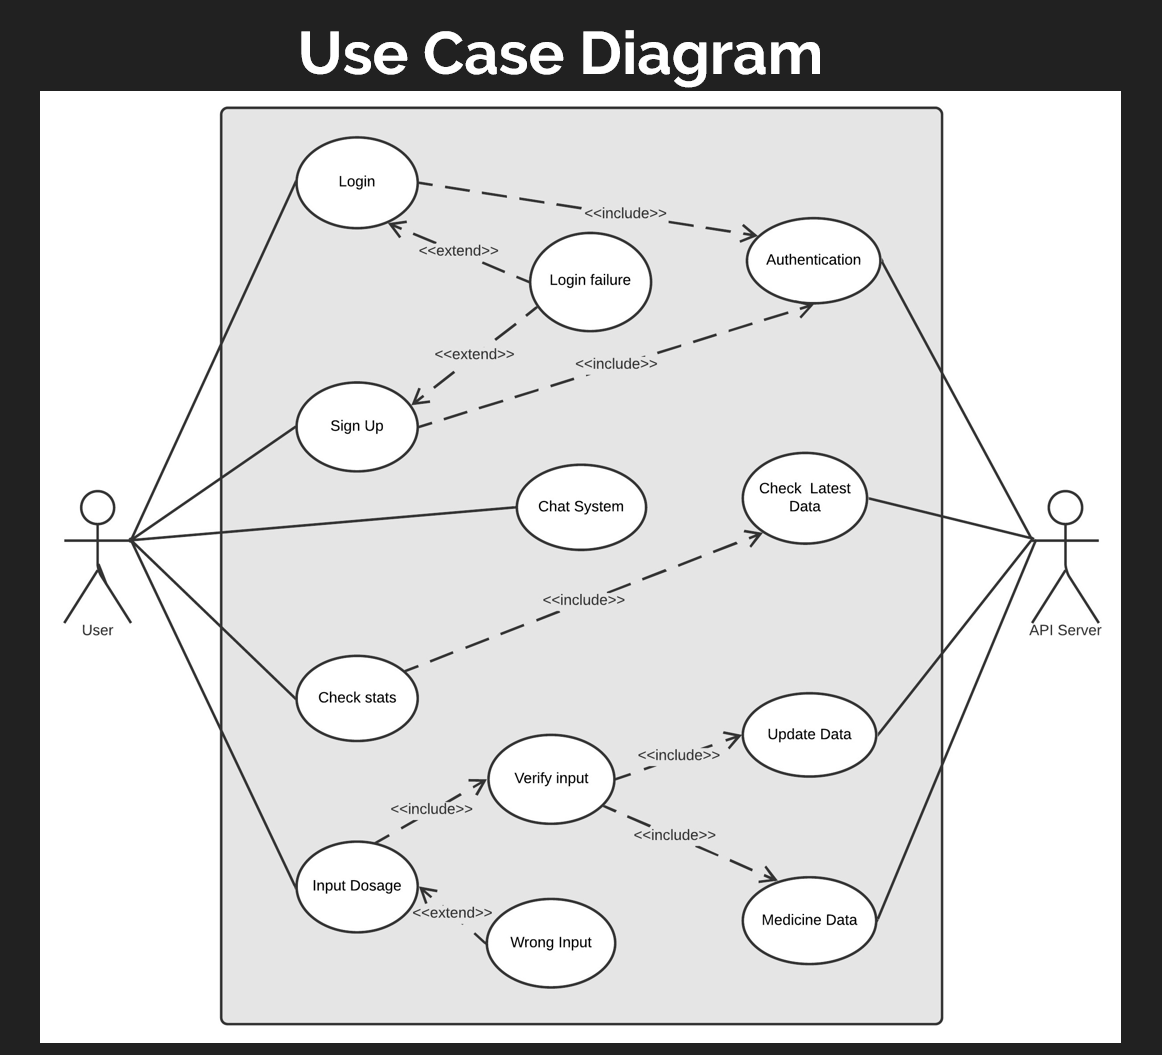 Use Case Diagram
Login
<<include>>
<<extend>>
Authentication
Login failure
<<extend>>
<<include>>
Sign Up
Chat System
Check  Latest
Data
<<include>>
User
API Server
Check stats
Update Data
<<include>>
Verify input
<<include>>
<<include>>
Input Dosage
<<extend>>
Medicine Data
Wrong Input